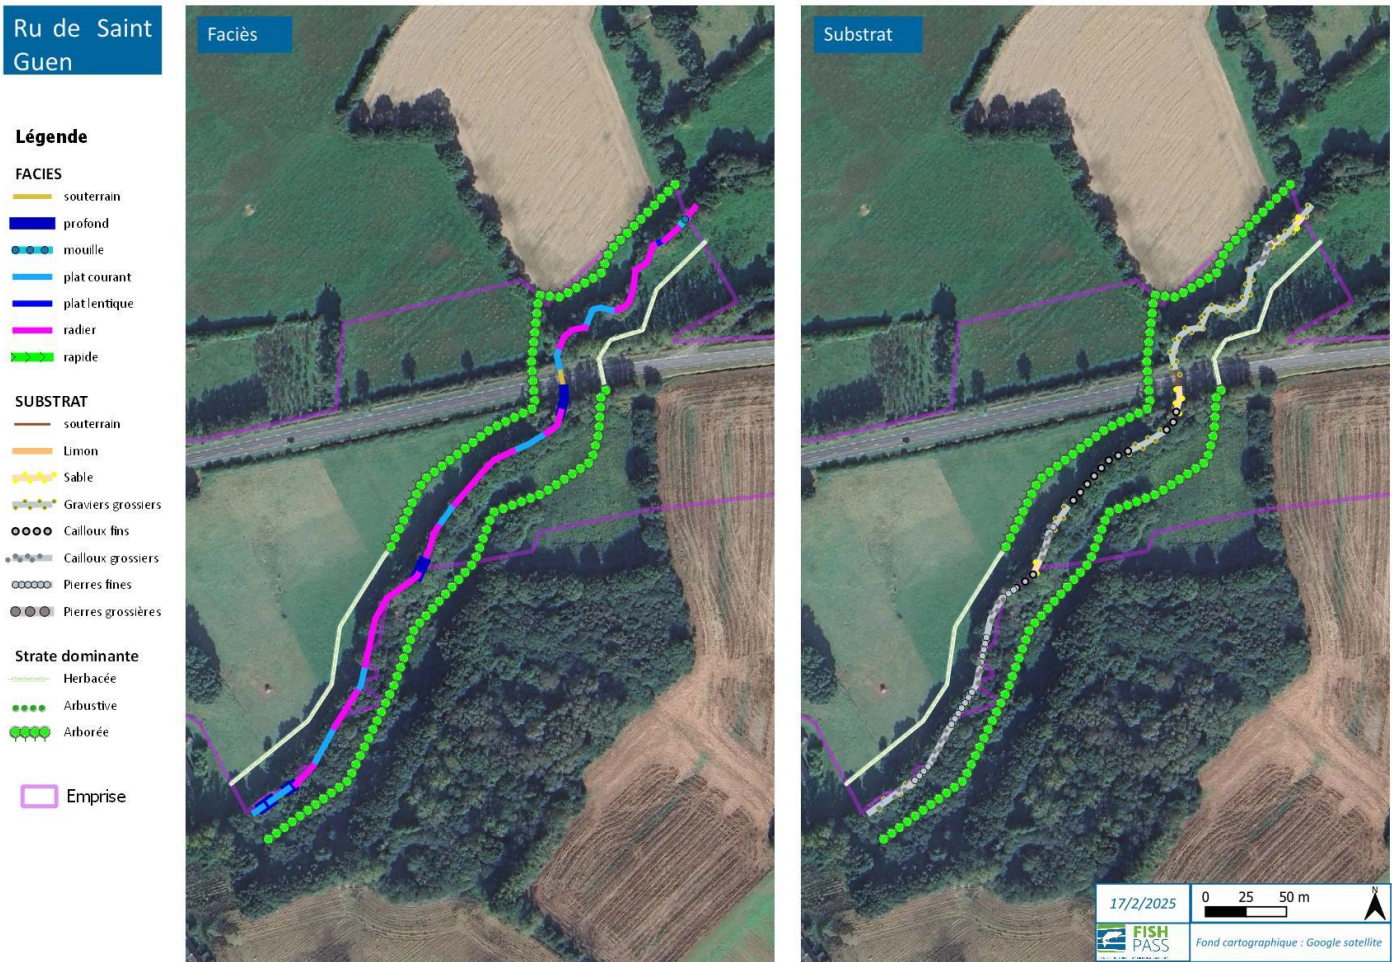 Ru de Saint
Guen
Faciès
Substrat
Légende
FACIES
souterrain
profond
mouille
plat courant
plat lentique
radier
rapide
SUBSTRAT
souterrain
Limon
Sable
Graviers grossiers
Cailloux fins
Cailloux grossiers
Pierres fines
Pierres grossières
Strate dominante
Herbacée
Arbustive
Arborée
Emprise
17/2/2025
0 25 50 m
N
FISH
PASS
Fond cartographique : Google satellite